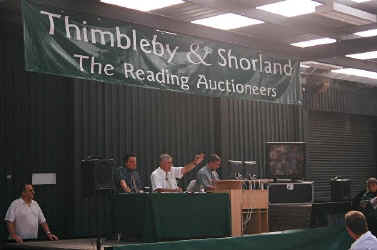 Thimbleby & Shorland
The Reading Auctioneers